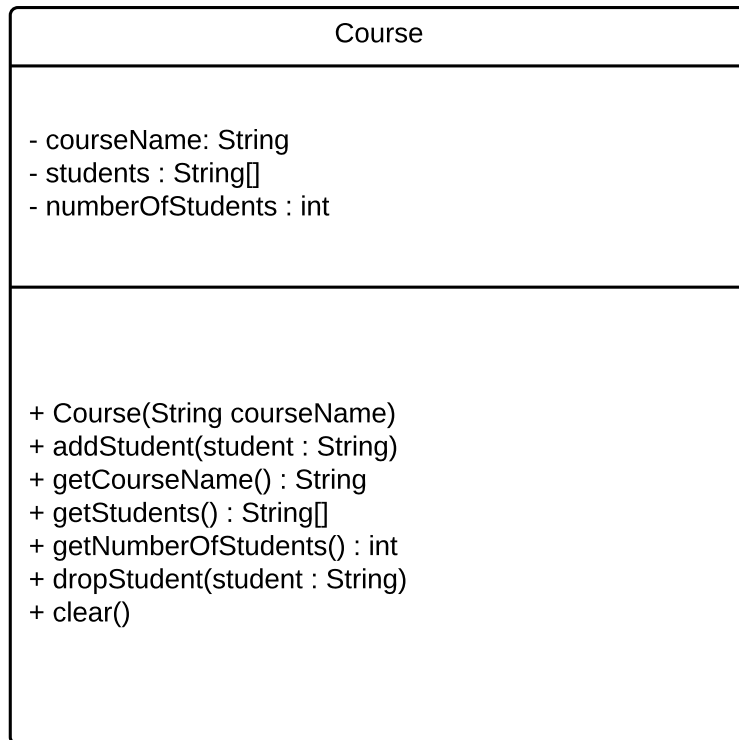 Course
- courseName: String
- students : String[]
- numberOfStudents : int
+ Course(String courseName)
+ addStudent(student : String)
+ getCourseName() : String
+ getStudents() : String[]
+ getNumberOfStudents() : int
+ dropStudent(student : String)
+ clear()